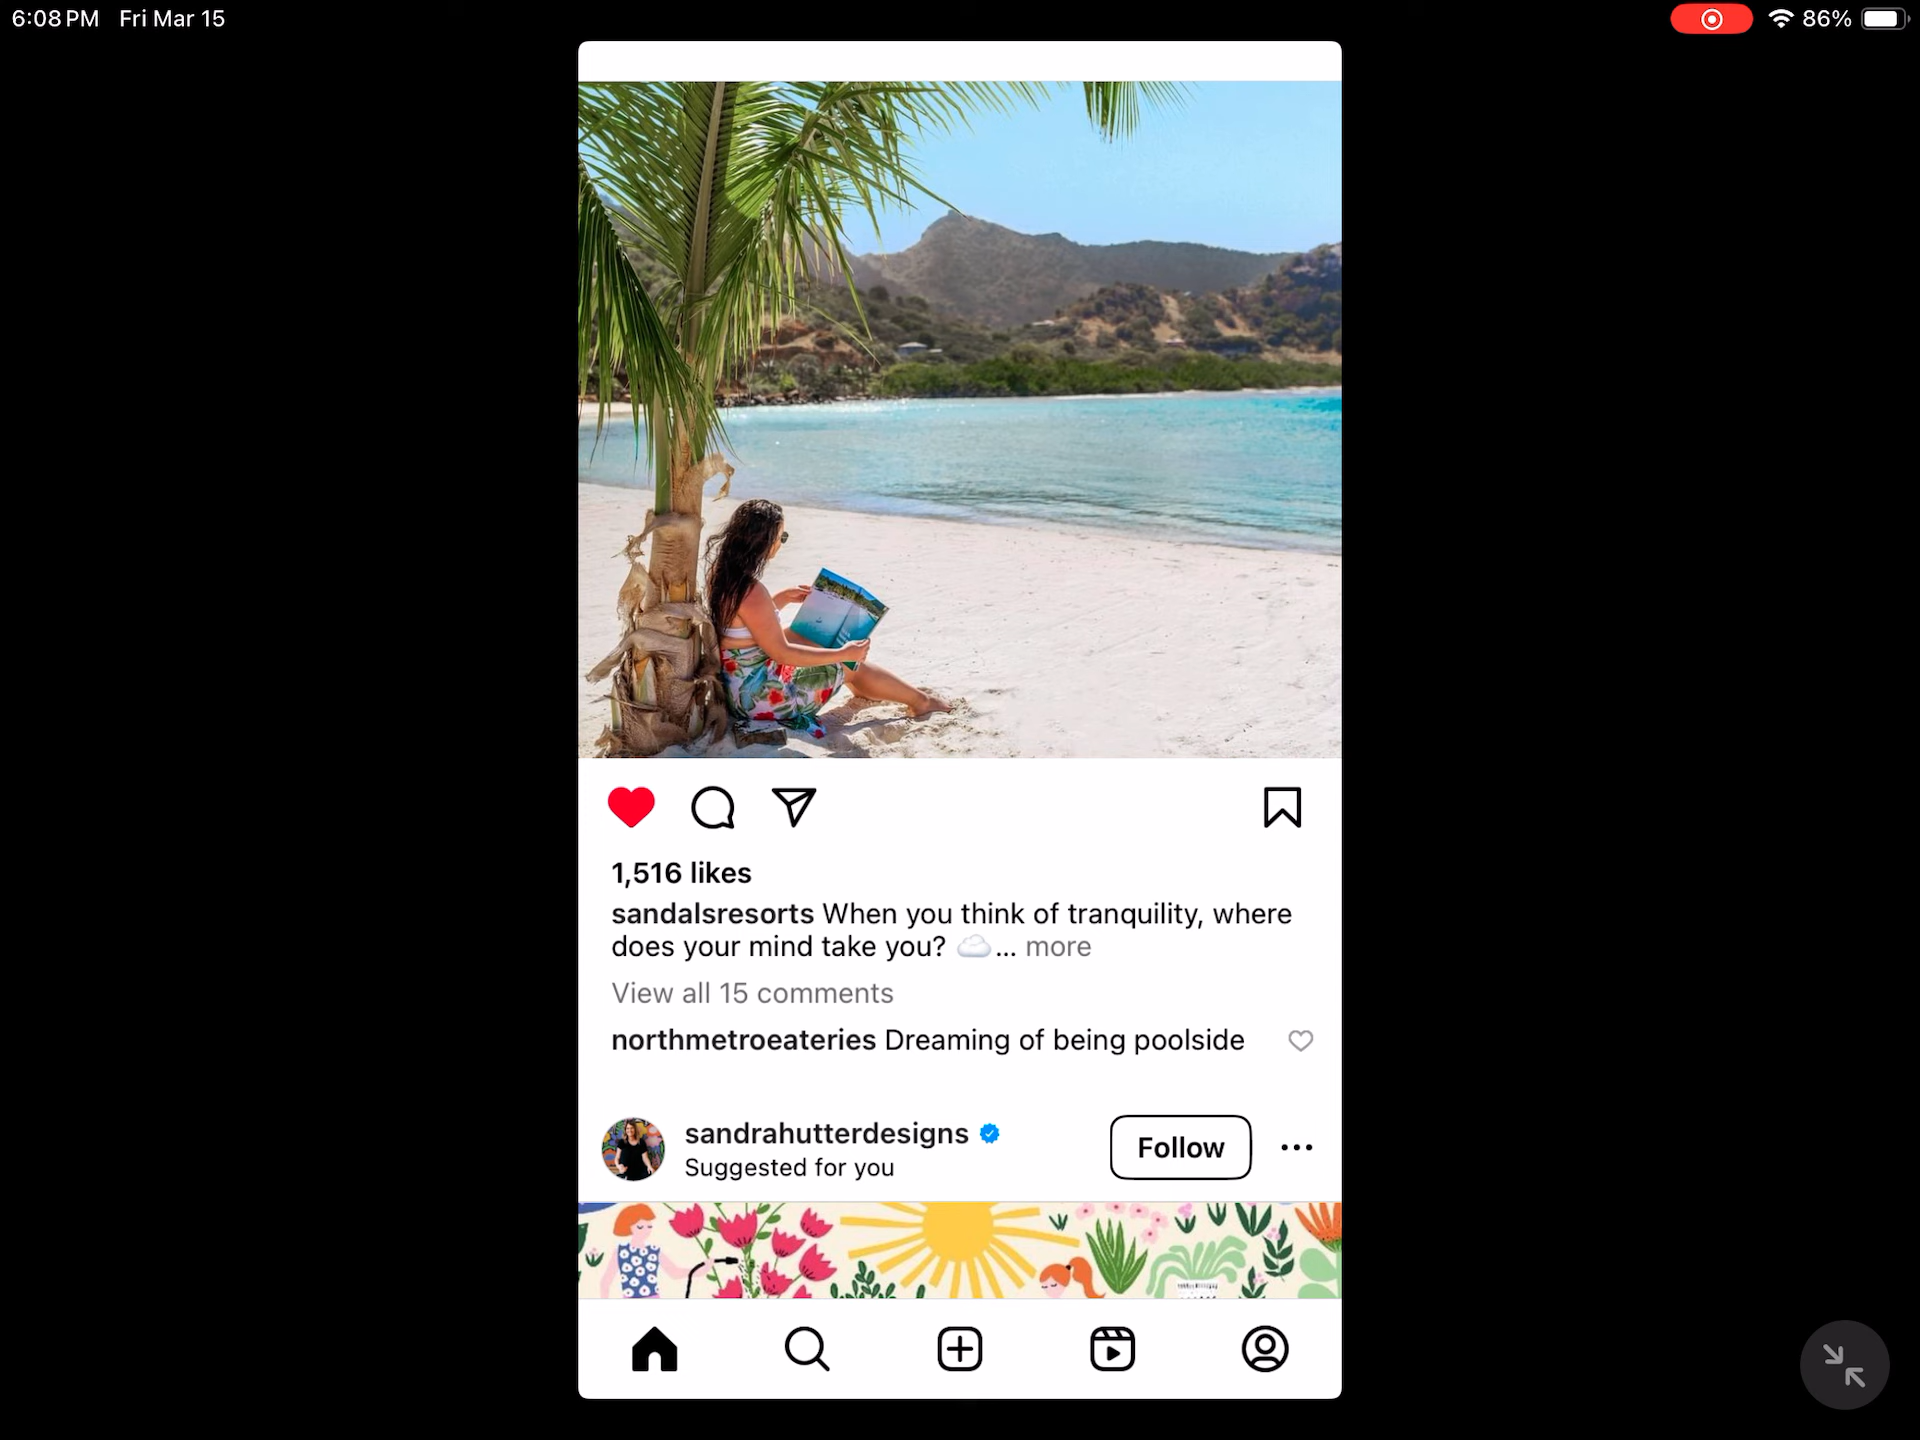 6:08 PM Fri Mar 15
86%
1,516 likes
sandalsresorts When you think of tranquility, where
does your mind take you? ☁️... more
View all 15 comments
northmetroeateries Dreaming of being poolside
sandrahutterdesigns
Suggested for you
Follow